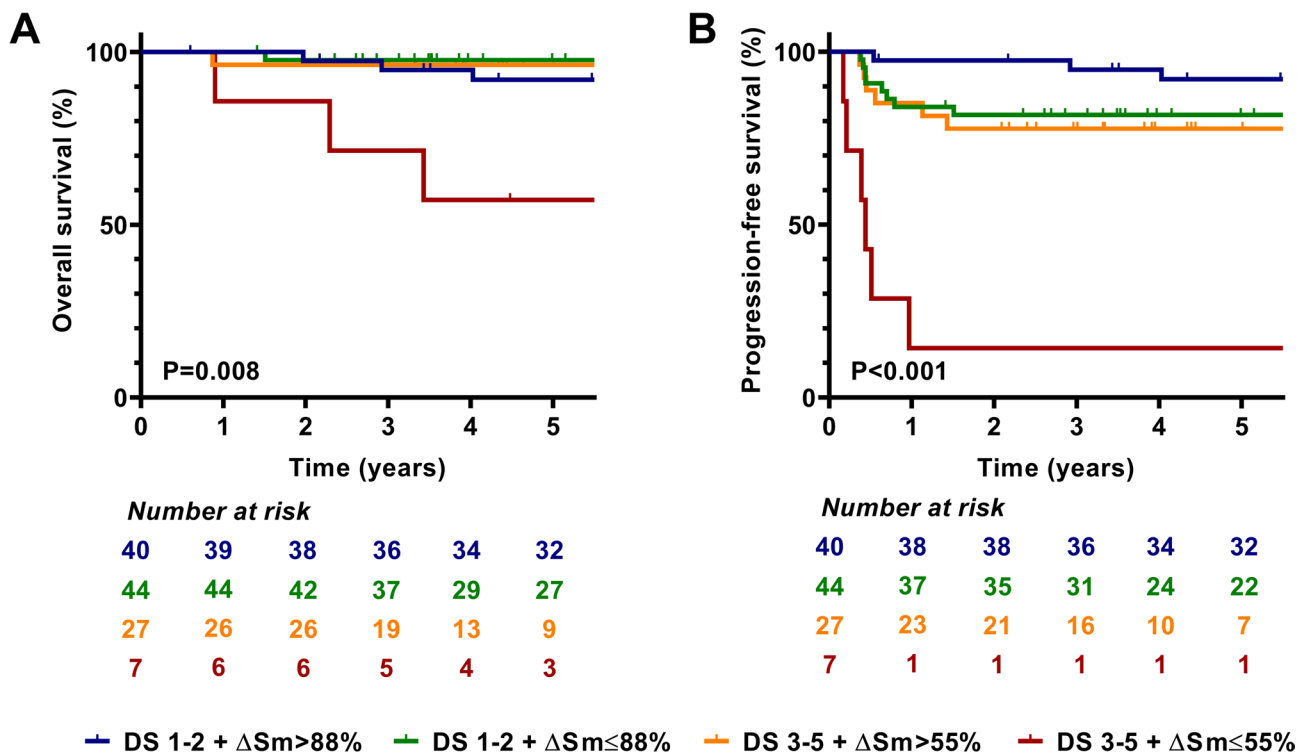 A
Overall survival (%)
100
50
0
P=0.008
0 1 2 3 4 5
Time (years)
Number at risk
40 39 38 36 34 32
44 44 42 37 29 27
27 26 26 19 13 9
7 6 6 5 4 3
B
Progression-free survival (%)
100
50
0
P<0.001
0 1 2 3 4 5
Time (years)
Number at risk
40 38 38 36 34 32
44 37 35 31 24 22
27 23 21 16 10 7
7 1 1 1 1 1
DS 1-2 + ΔSm>88% DS 1-2 + ΔSm≤88% DS 3-5 + ΔSm>55% DS 3-5 + ΔSm≤55%